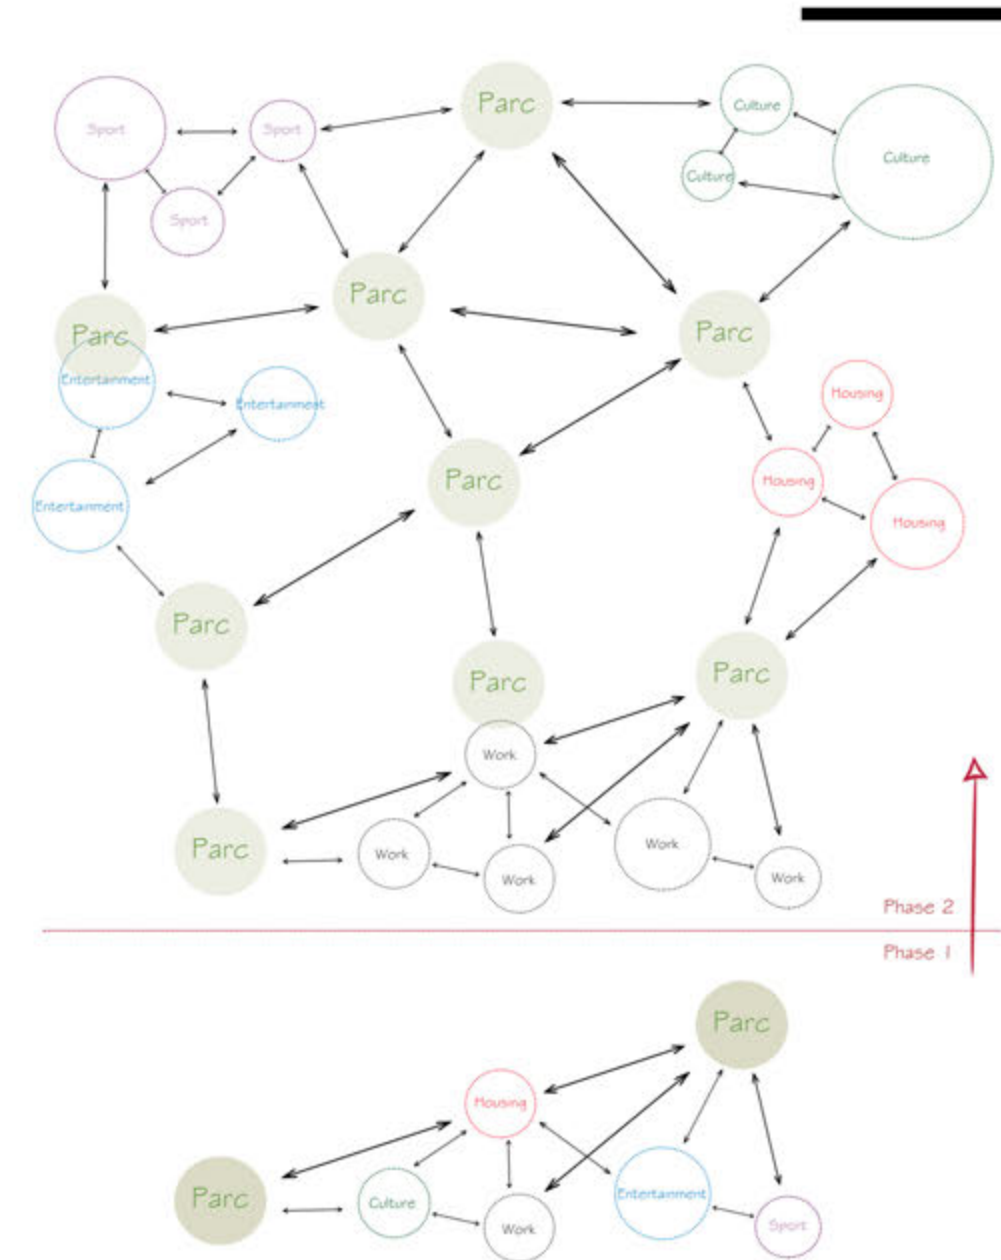 Parc
Culture
Sport
Sport
Culture
Culture
Sport
Parc
Parc
Parc
Entertainment
Housing
Entertainment
Parc
Housing
Entertainment
Housing
Parc
Parc
Parc
Work
Work
Parc
Work
Work
Work
Phase 2
Phase 1
Parc
Housing
Parc
Culture
Entertainment
Work
Sport